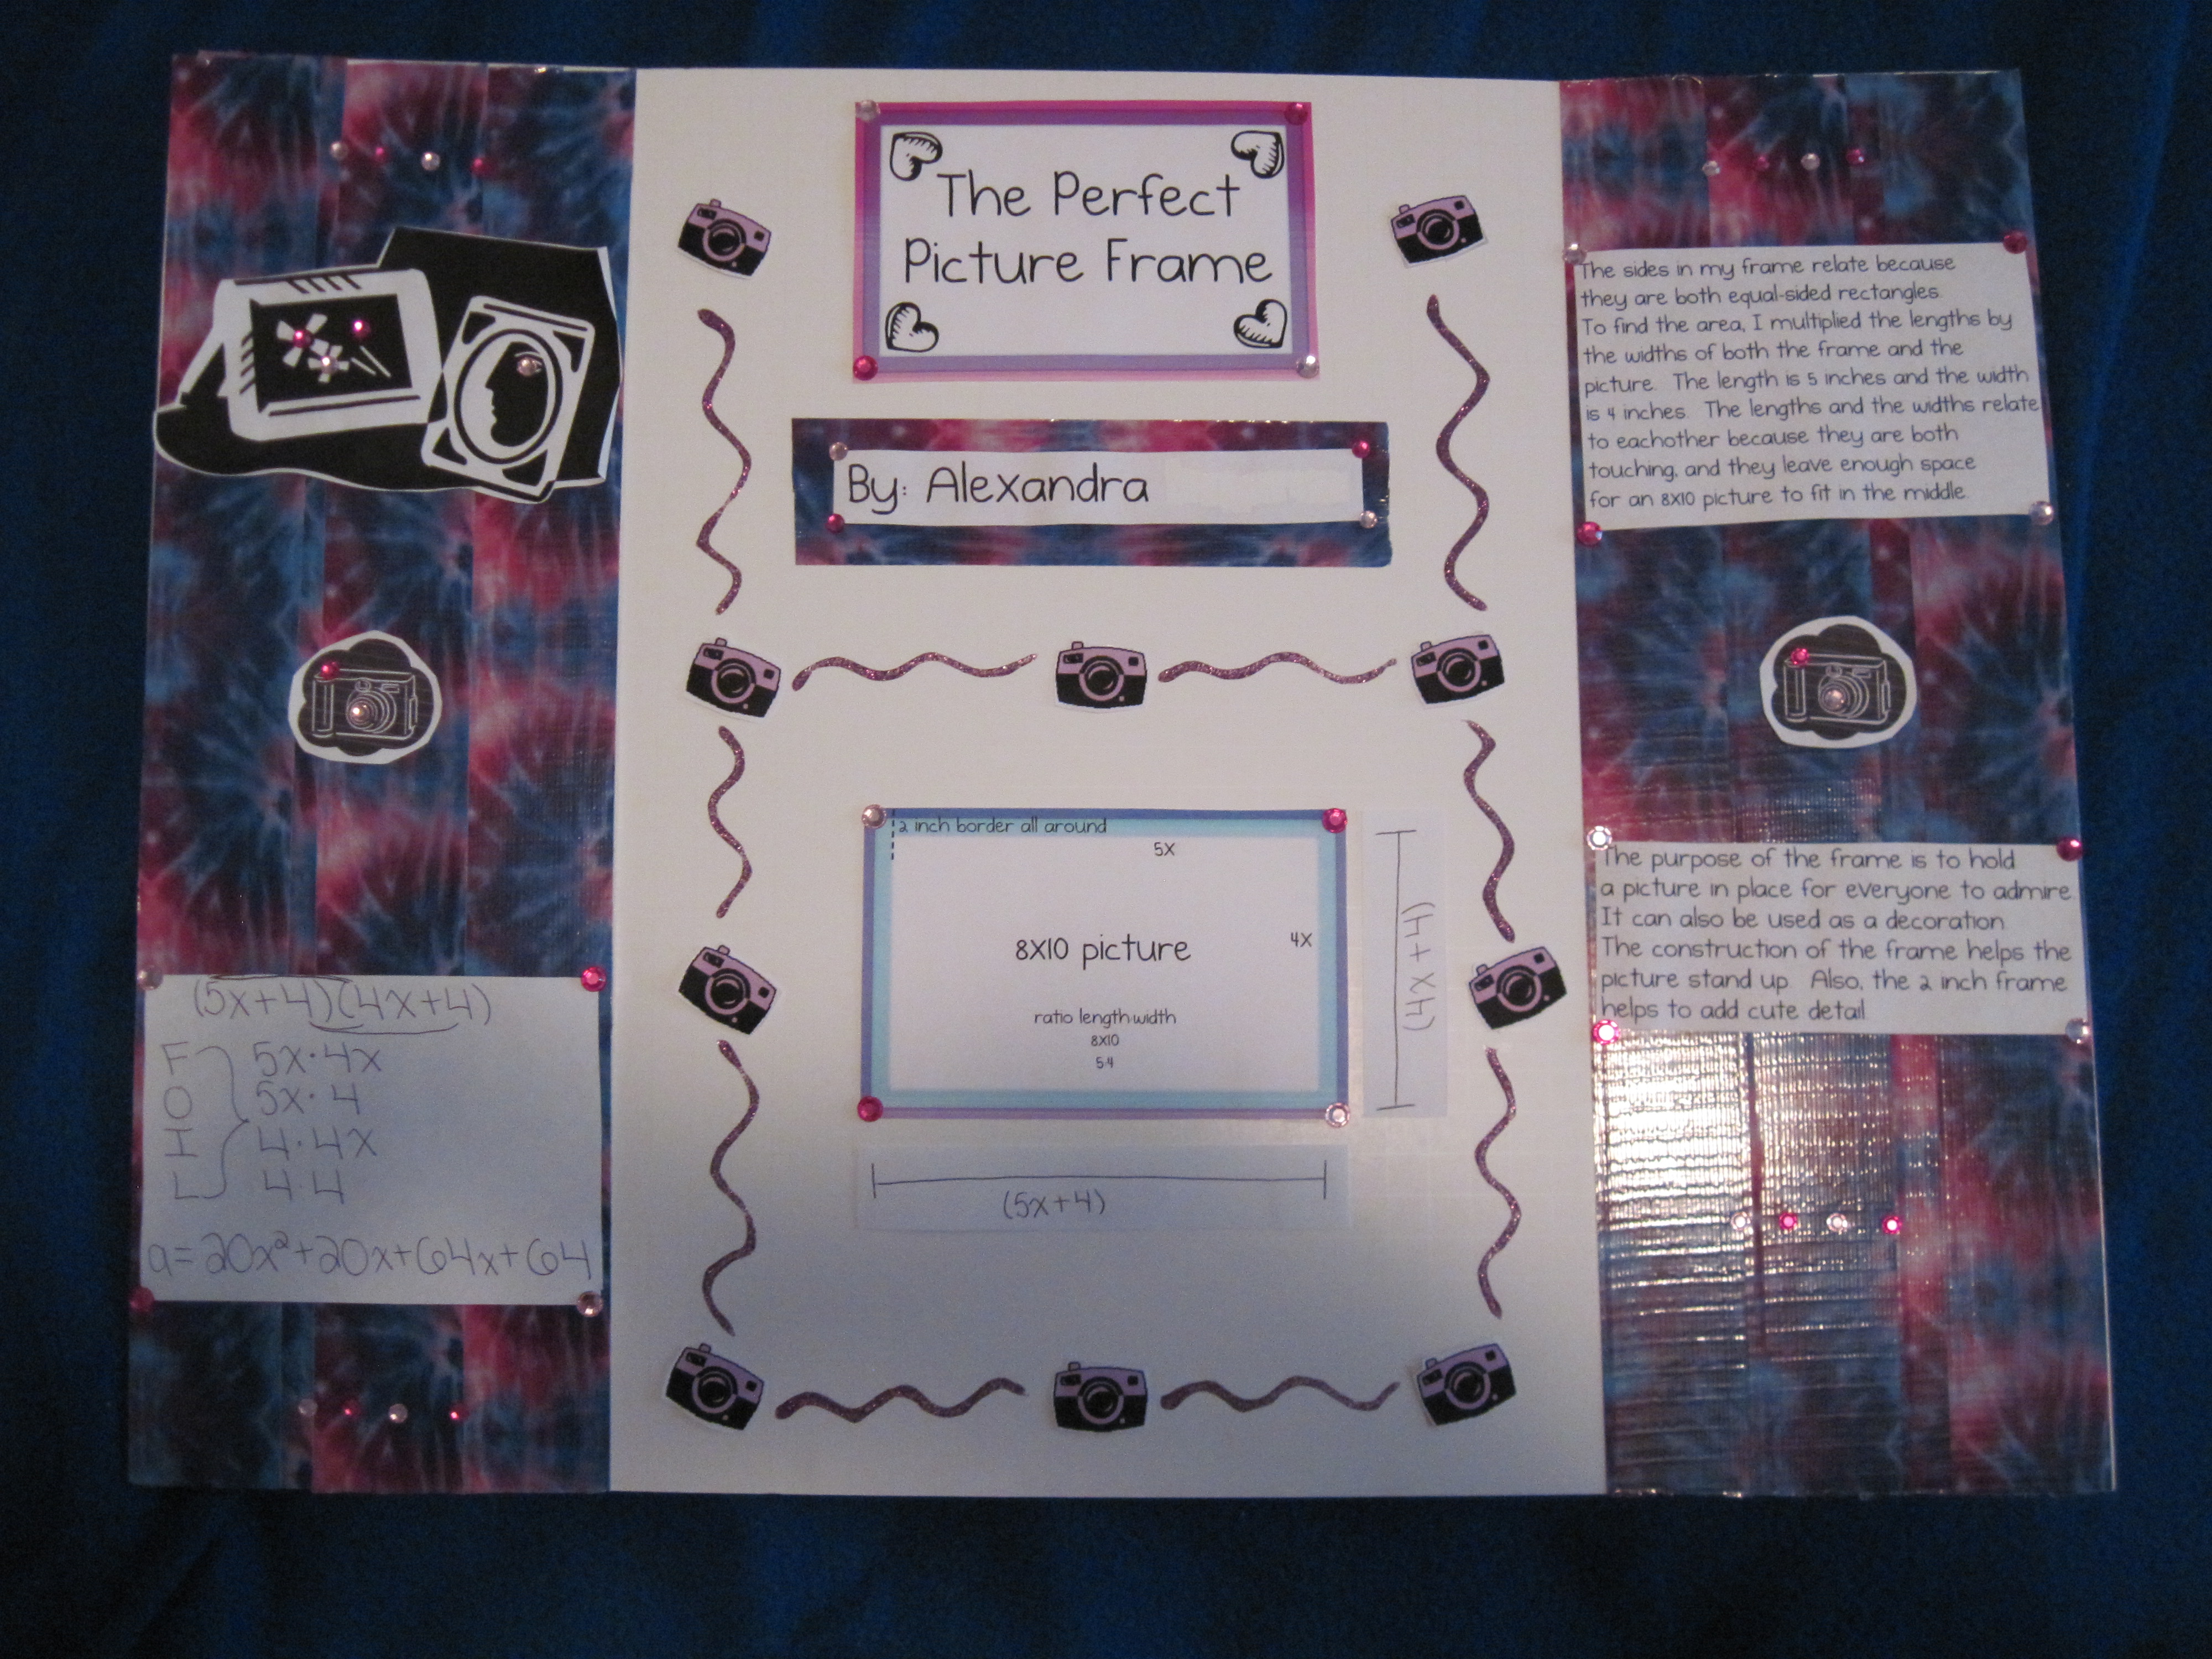 The Perfect
Picture Frame
By: Alexandra
(5x+4)(4x+4)
F 5x·4x
O 5x·4
I 4·4x
L 4·4
a=20x²+20x+64x+64
2 inch border all around
5X
8X10 picture
4X
ratio length:width
8X10
5:4
(4x+4)
(5x+4)
The sides in my frame relate because
they are both equal-sided rectangles.
To find the area, I multiplied the lengths by
the widths of both the frame and the
picture. The length is 5 inches and the width
is 4 inches. The lengths and the widths relate
to eachother because they are both
touching, and they leave enough space
for an 8X10 picture to fit in the middle.
The purpose of the frame is to hold
a picture in place for everyone to admire.
It can also be used as a decoration.
The construction of the frame helps the
picture stand up. Also, the 2 inch frame
helps to add cute detail.